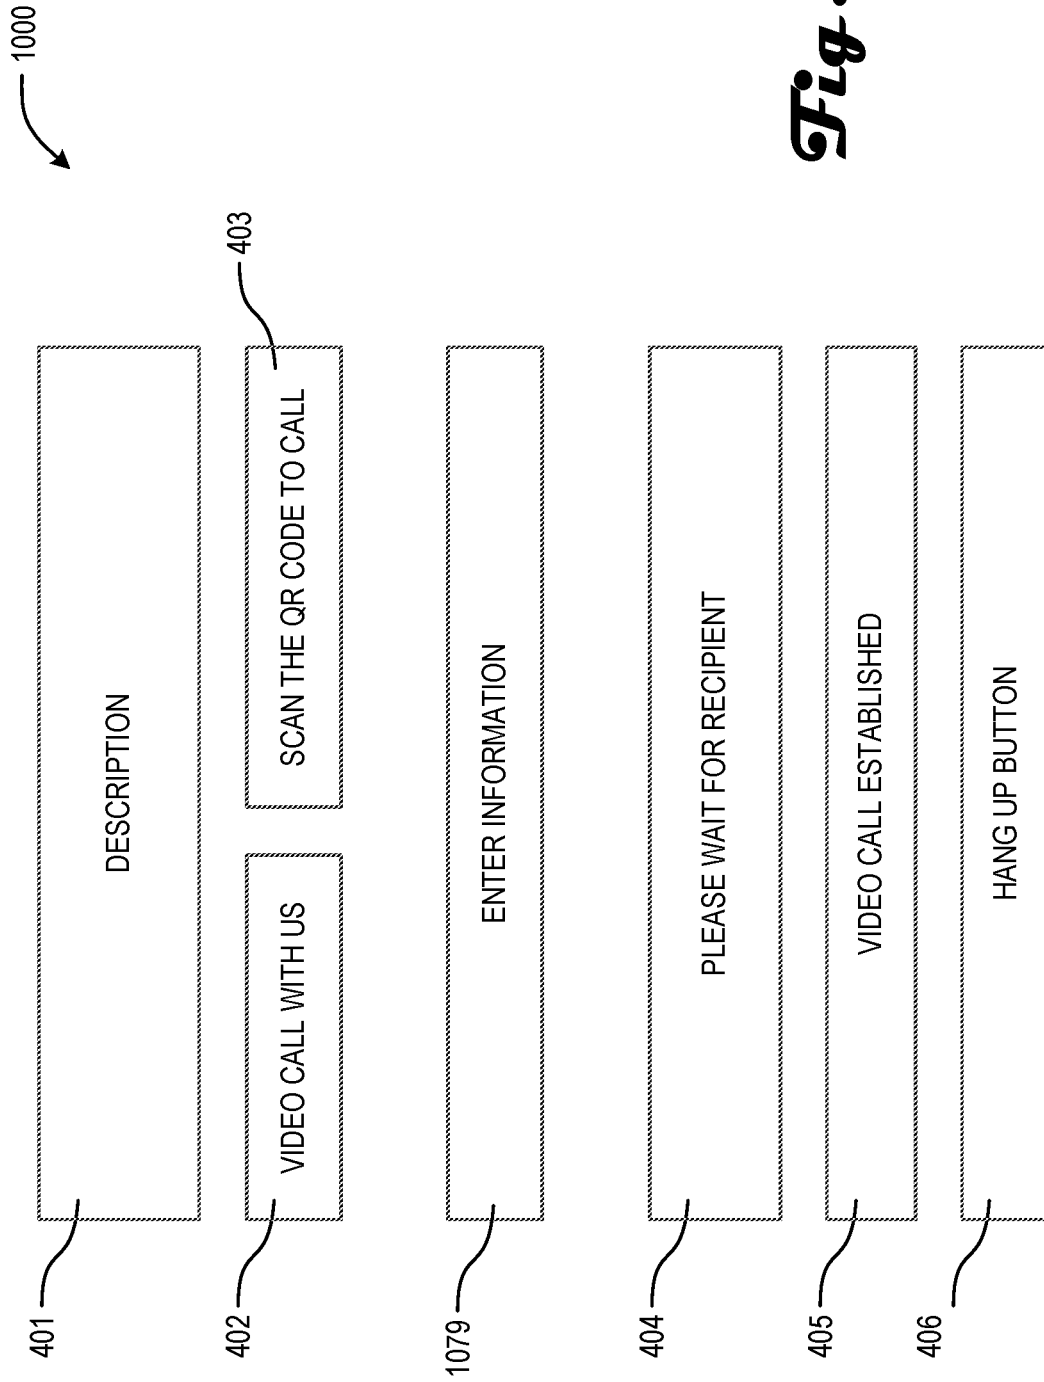 1000
401
DESCRIPTION
402
VIDEO CALL WITH US
SCAN THE QR CODE TO CALL
403
1079
ENTER INFORMATION
404
PLEASE WAIT FOR RECIPIENT
405
VIDEO CALL ESTABLISHED
406
HANG UP BUTTON
Fig